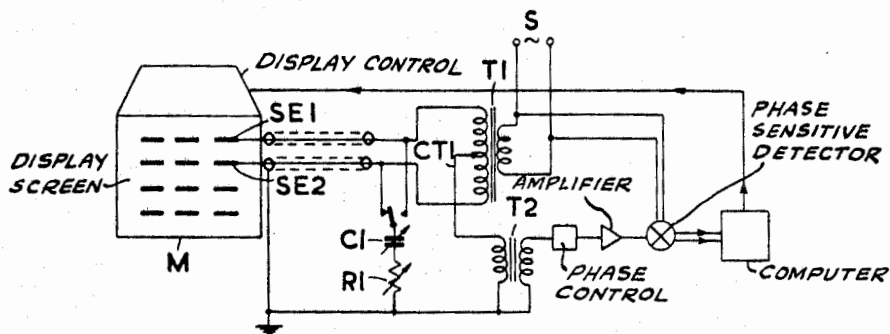 S
~
DISPLAY CONTROL
T1
SE1
PHASE
SENSITIVE
DETECTOR
DISPLAY
SCREEN
CT1
SE2
AMPLIFIER
T2
C1
M
R1
PHASE
CONTROL
COMPUTER